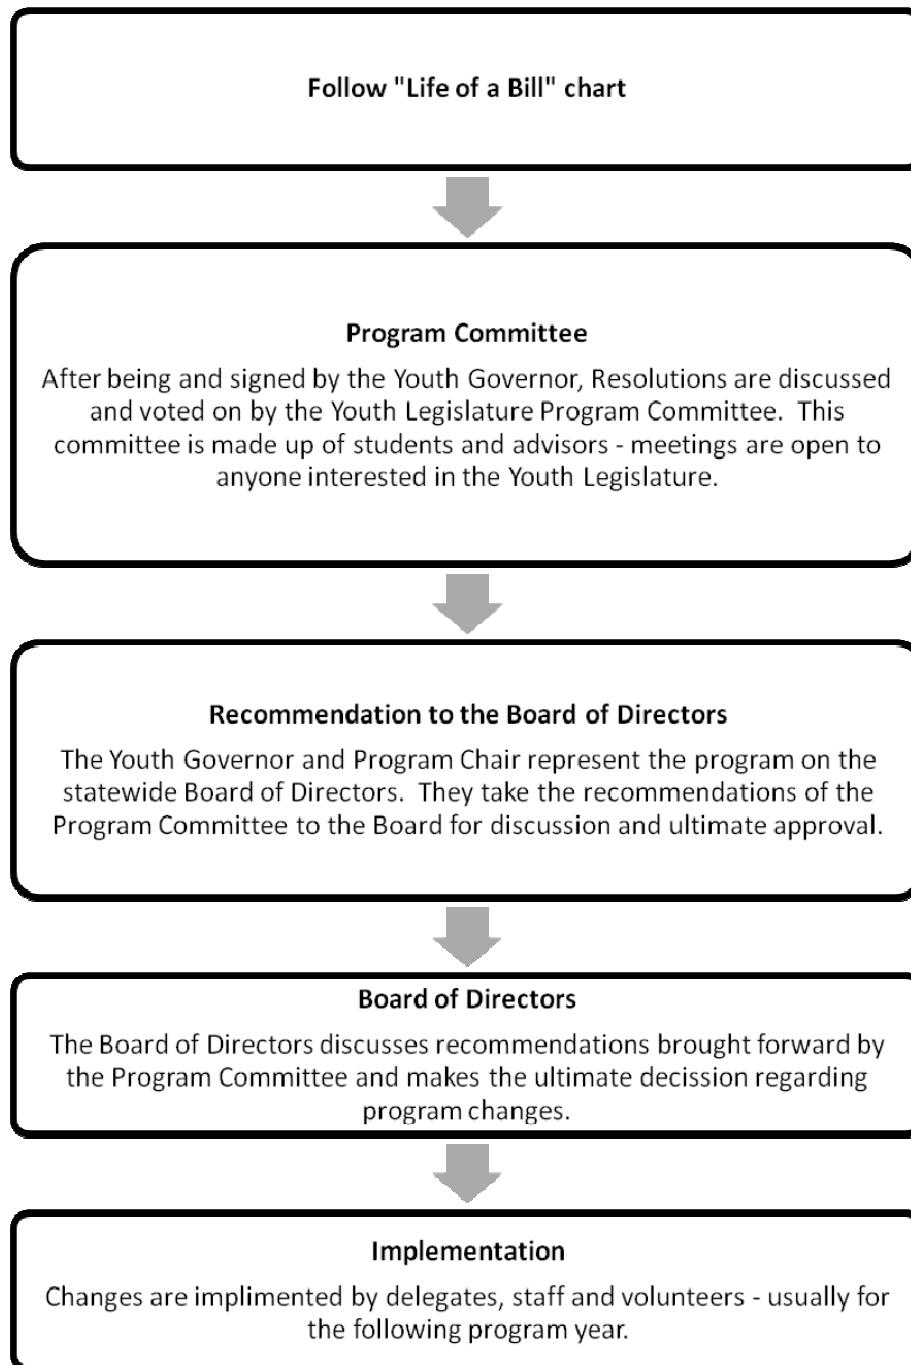 Follow "Life of a Bill" chart
Program Committee
After being and signed by the Youth Governor, Resolutions are discussed
and voted on by the Youth Legislature Program Committee. This
committee is made up of students and advisors - meetings are open to
anyone interested in the Youth Legislature.
Recommendation to the Board of Directors
The Youth Governor and Program Chair represent the program on the
statewide Board of Directors. They take the recommendations of the
Program Committee to the Board for discussion and ultimate approval.
Board of Directors
The Board of Directors discusses recommendations brought forward by
the Program Committee and makes the ultimate decission regarding
program changes.
Implementation
Changes are implimented by delegates, staff and volunteers - usually for
the following program year.